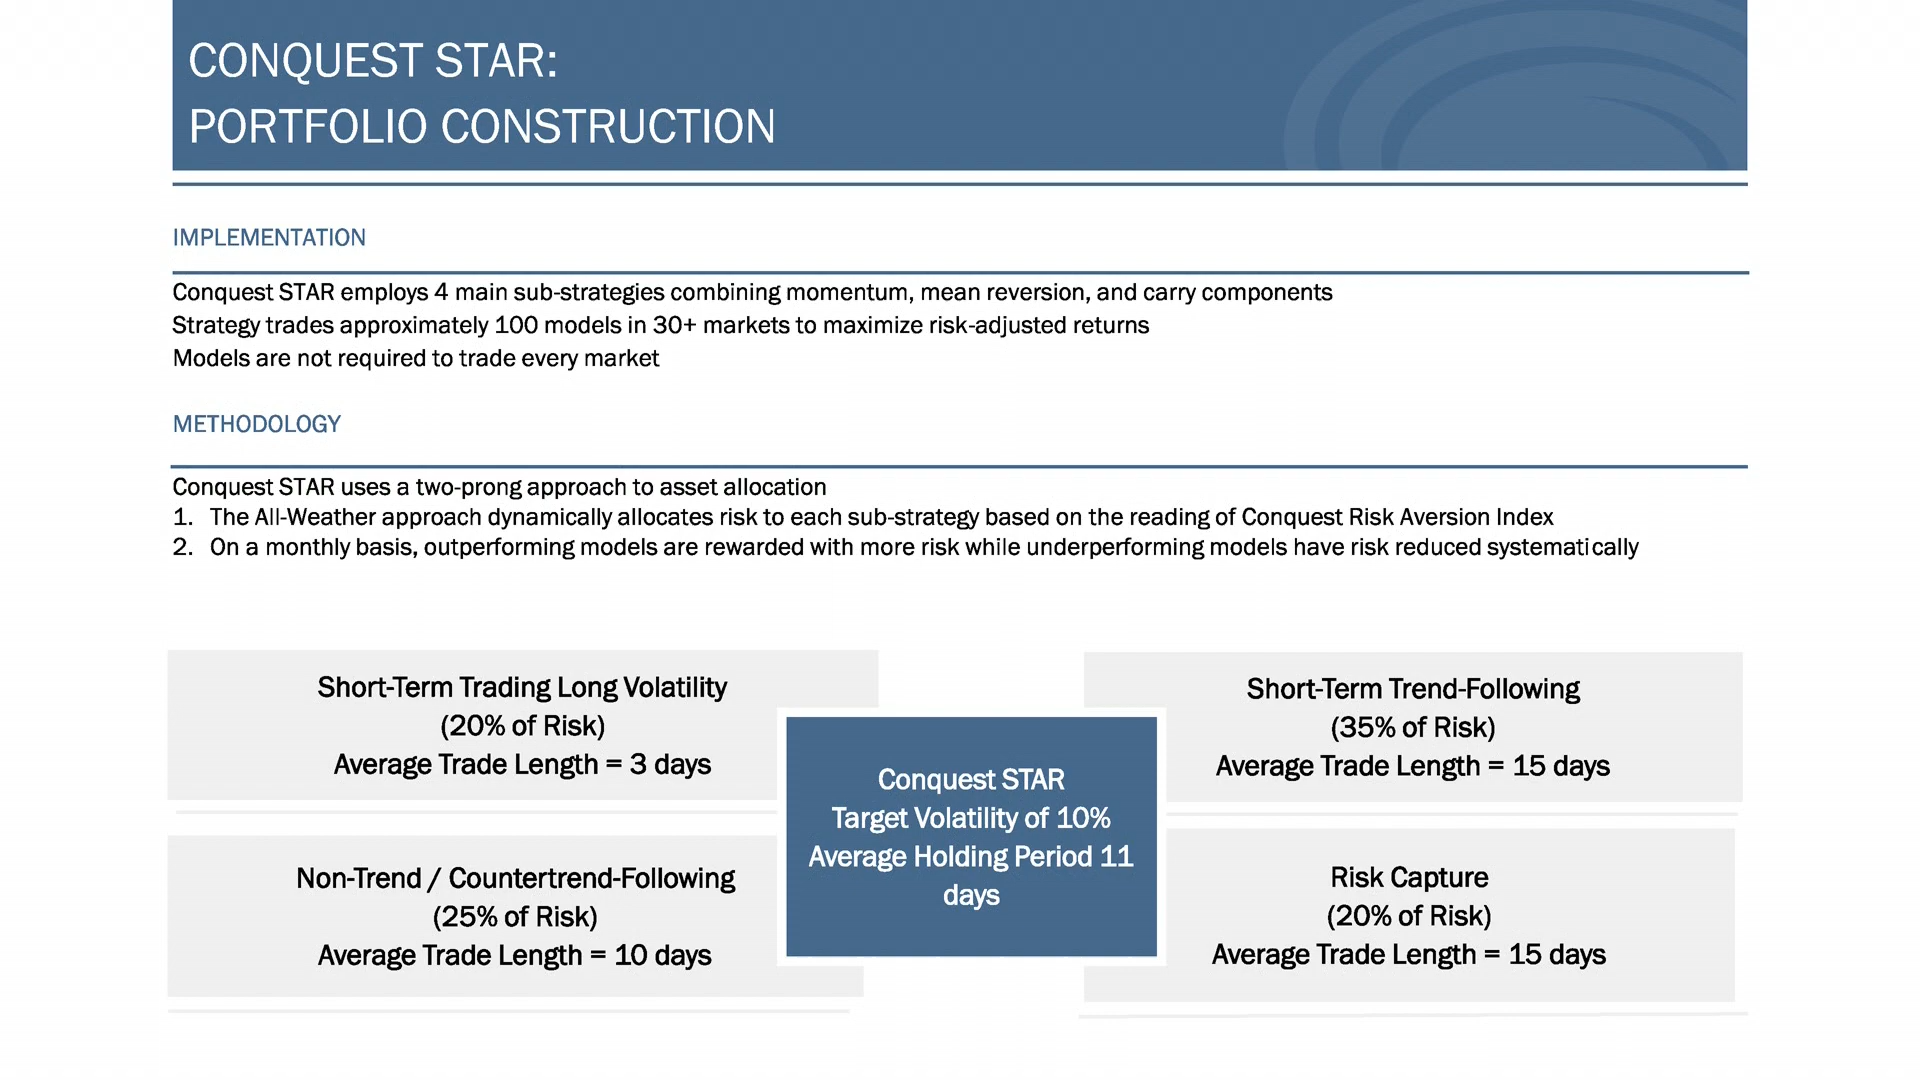 CONQUEST STAR:
PORTFOLIO CONSTRUCTION
IMPLEMENTATION
Conquest STAR employs 4 main sub-strategies combining momentum, mean reversion, and carry components
Strategy trades approximately 100 models in 30+ markets to maximize risk-adjusted returns
Models are not required to trade every market
METHODOLOGY
Conquest STAR uses a two-prong approach to asset allocation
1. The All-Weather approach dynamically allocates risk to each sub-strategy based on the reading of Conquest Risk Aversion Index
2. On a monthly basis, outperforming models are rewarded with more risk while underperforming models have risk reduced systematically
Short-Term Trading Long Volatility
(20% of Risk)
Average Trade Length = 3 days
Short-Term Trend-Following
(35% of Risk)
Average Trade Length = 15 days
Conquest STAR
Target Volatility of 10%
Average Holding Period 11
days
Non-Trend / Countertrend-Following
(25% of Risk)
Average Trade Length = 10 days
Risk Capture
(20% of Risk)
Average Trade Length = 15 days